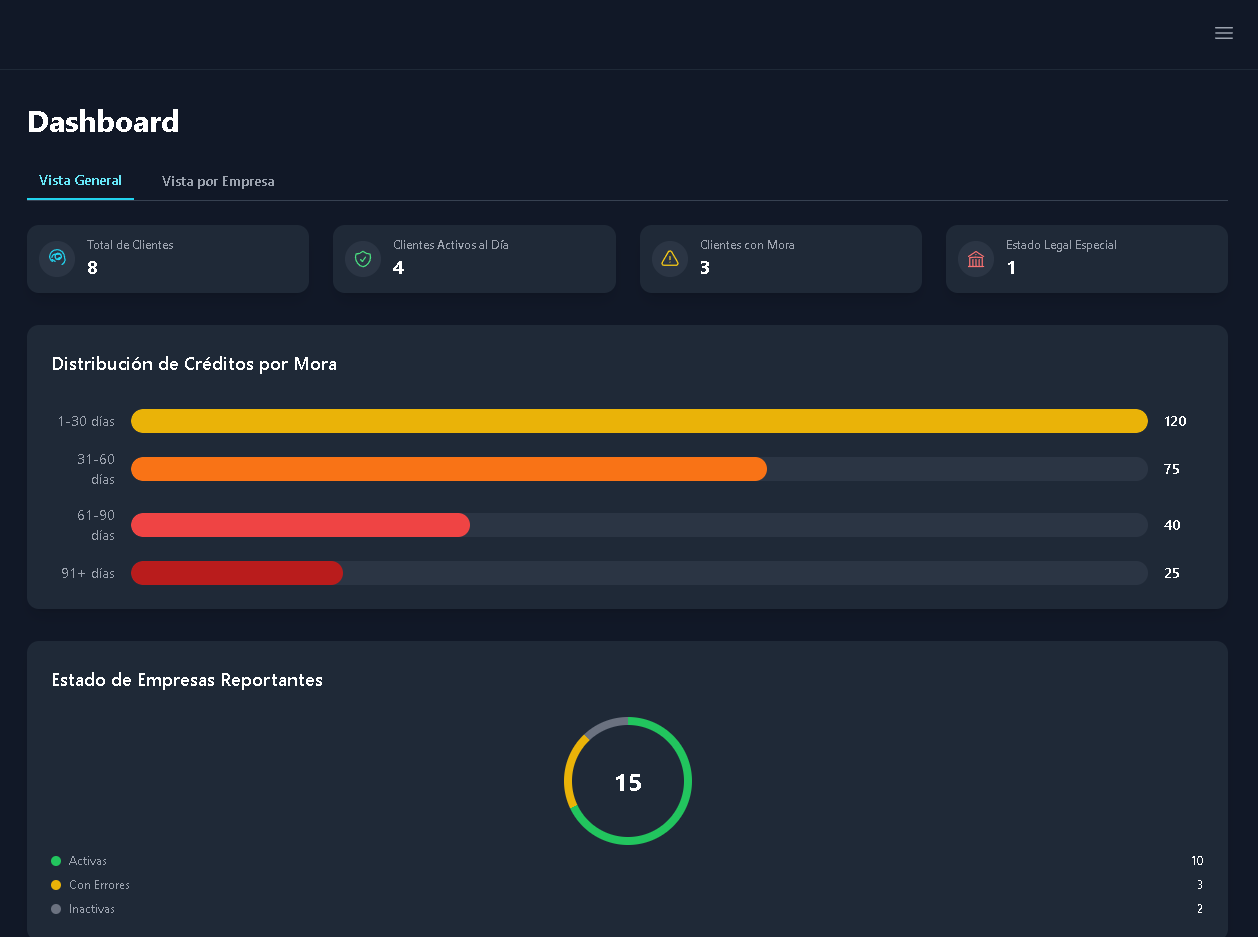 Dashboard
Vista General
Vista por Empresa
Total de Clientes
8
Clientes Activos al Día
4
Clientes con Mora
3
Estado Legal Especial
1
Distribución de Créditos por Mora
1-30 días
120
31-60
días
75
61-90
días
40
91+ días
25
Estado de Empresas Reportantes
15
Activas
10
Con Errores
3
Inactivas
2